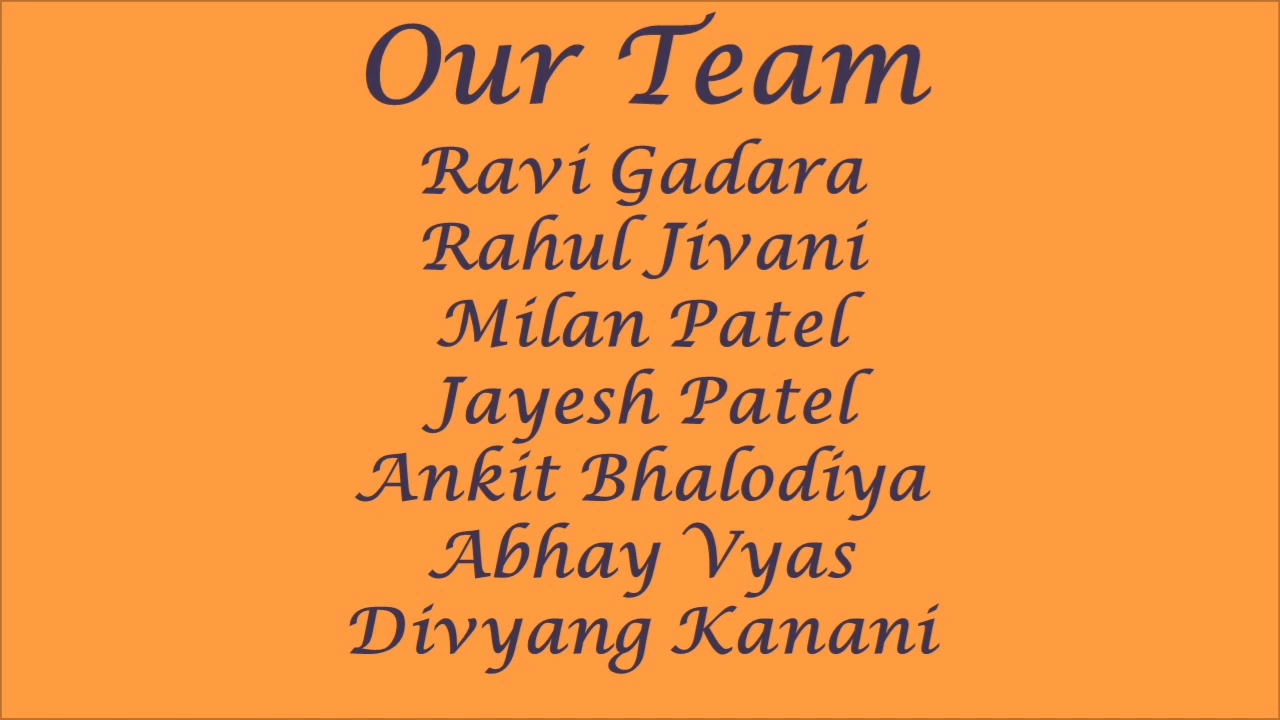 Our Team
Ravi Gadara
Rahul Jivani
Milan Patel
Jayesh Patel
Ankit Bhalodiya
Abhay Vyas
Divyang Kanani